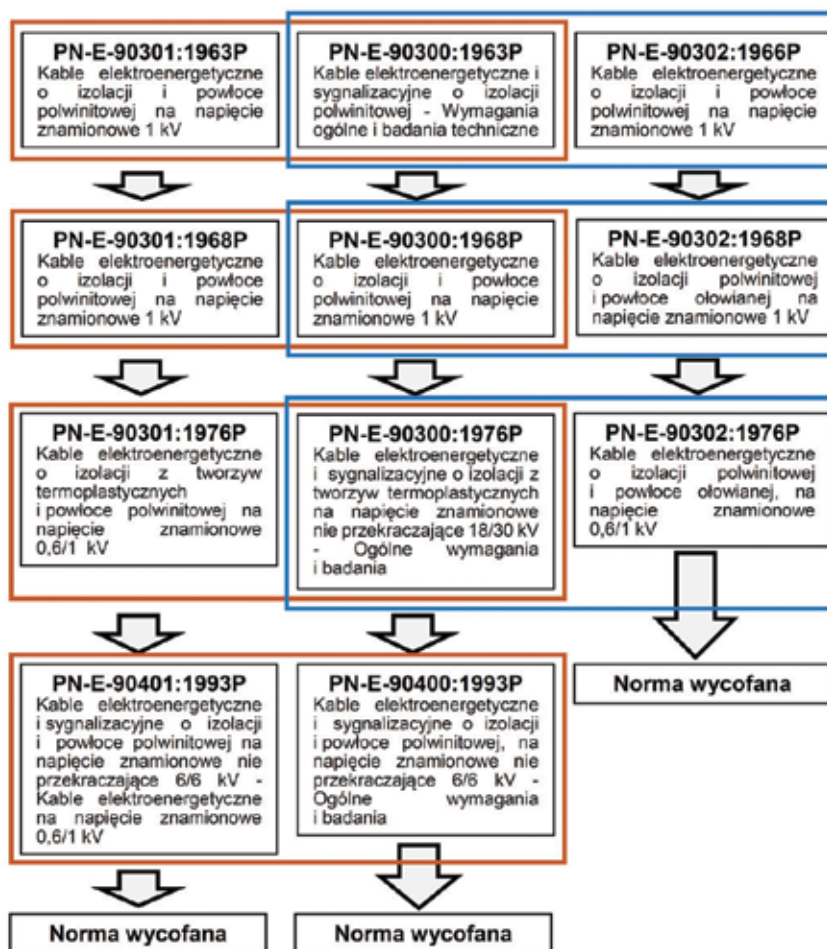 PN-E-90301:1963P
Kable elektroenergetyczne
o izolacji i powłoce
polwinitowej na napięcie
znamionowe 1 kV
PN-E-90300:1963P
Kable elektroenergetyczne i
sygnalizacyjne o izolacji
polwinitowej - Wymagania
ogólne i badania techniczne
PN-E-90302:1966P
Kable elektroenergetyczne
o izolacji i powłoce
polwinitowej na napięcie
znamionowe 1 kV
PN-E-90301:1968P
Kable elektroenergetyczne
o izolacji i powłoce
polwinitowej na napięcie
znamionowe 1 kV
PN-E-90300:1968P
Kable elektroenergetyczne
o izolacji i powłoce
polwinitowej na napięcie
znamionowe 1 kV
PN-E-90302:1968P
Kable elektroenergetyczne
o izolacji polwinitowej
i powłoce ołowianej na
napięcie znamionowe 1 kV
PN-E-90301:1976P
Kable elektroenergetyczne
o izolacji z tworzyw
termoplastycznych
i powłoce polwinitowej na
napięcie znamionowe
0,6/1 kV
PN-E-90300:1976P
Kable elektroenergetyczne
i sygnalizacyjne o izolacji z
tworzyw termoplastycznych
na napięcie znamionowe
nie przekraczające 18/30 kV
- Ogólne wymagania
i badania
PN-E-90302:1976P
Kable elektroenergetyczne
o izolacji polwinitowej
i powłoce ołowianej, na
napięcie znamionowe
0,6/1 kV
PN-E-90401:1993P
Kable elektroenergetyczne
i sygnalizacyjne o izolacji
i powłoce polwinitowej na
napięcie znamionowe nie
przekraczające 6/6 kV -
Kable elektroenergetyczne
na napięcie znamionowe
0,6/1 kV
PN-E-90400:1993P
Kable elektroenergetyczne
i sygnalizacyjne o izolacji
i powłoce polwinitowej, na
napięcie znamionowe nie
przekraczające 6/6 kV -
Ogólne wymagania
i badania
Norma wycofana
Norma wycofana
Norma wycofana